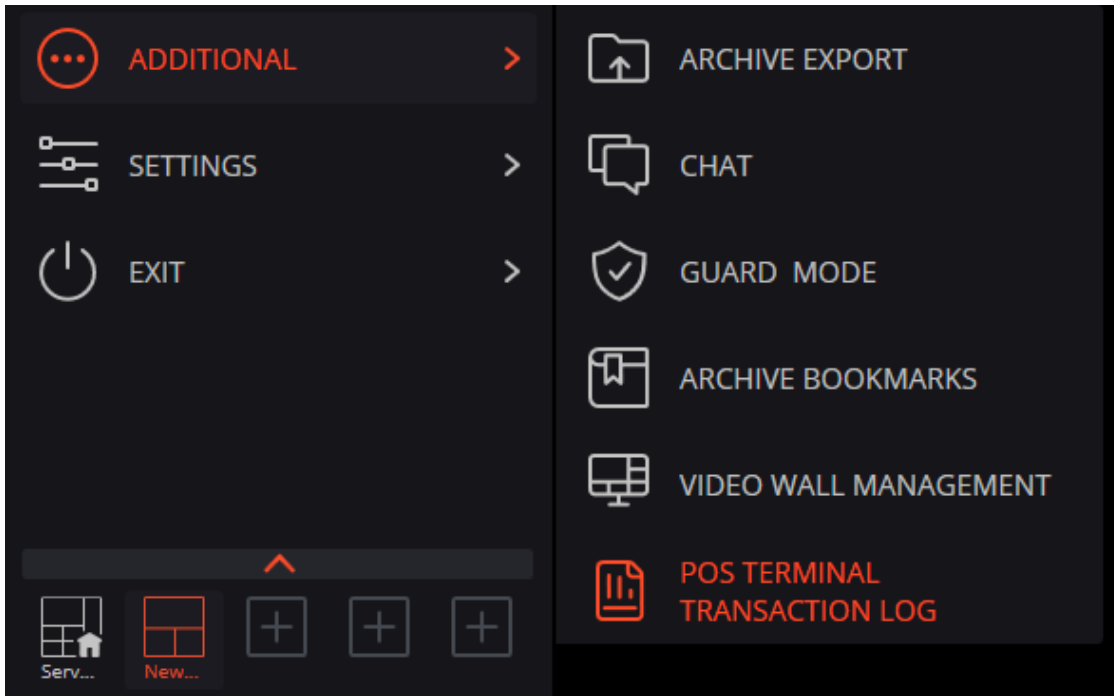 ADDITIONAL
SETTINGS
EXIT
Serv...
New...
ARCHIVE EXPORT
CHAT
GUARD MODE
ARCHIVE BOOKMARKS
VIDEO WALL MANAGEMENT
POS TERMINAL
TRANSACTION LOG